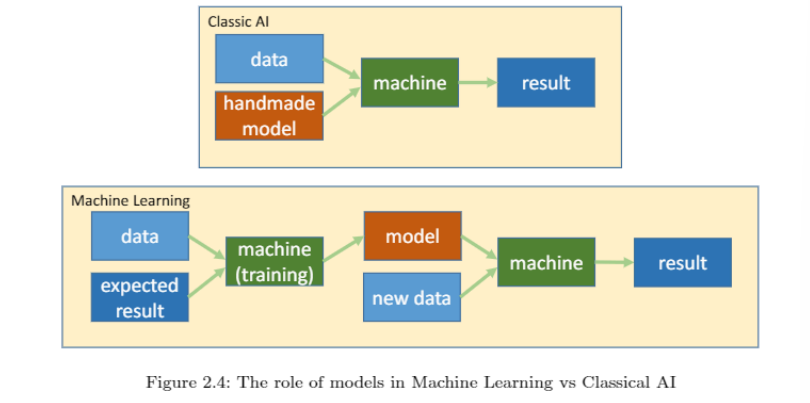 Classic AI
data
handmade
model
machine
result
Machine Learning
data
expected
result
machine
(training)
model
new data
machine
result
Figure 2.4: The role of models in Machine Learning vs Classical AI